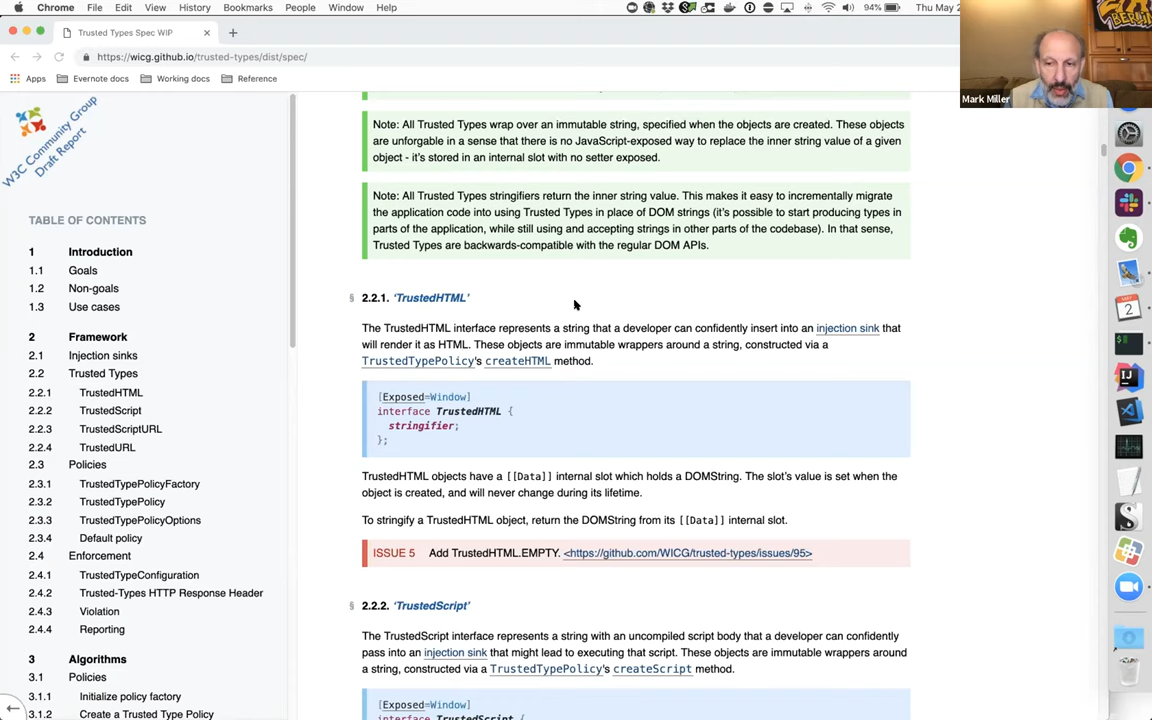 Chrome File Edit View History Bookmarks People Window Help
94%
Thu May 2
Trusted Types Spec WIP
https://wicg.github.io/trusted-types/dist/spec/
Apps Evernote docs Working docs Reference
BERLIN
Mark Miller
W3C Community Group
Draft Report
TABLE OF CONTENTS
1 Introduction
1.1 Goals
1.2 Non-goals
1.3 Use cases
2 Framework
2.1 Injection sinks
2.2 Trusted Types
2.2.1 TrustedHTML
2.2.2 TrustedScript
2.2.3 TrustedScriptURL
2.2.4 TrustedURL
2.3 Policies
2.3.1 TrustedTypePolicyFactory
2.3.2 TrustedTypePolicy
2.3.3 TrustedTypePolicyOptions
2.3.4 Default policy
2.4 Enforcement
2.4.1 TrustedTypeConfiguration
2.4.2 Trusted-Types HTTP Response Header
2.4.3 Violation
2.4.4 Reporting
3 Algorithms
3.1 Policies
3.1.1 Initialize policy factory
3.1.2 Create a Trusted Type Policy
Note: All Trusted Types wrap over an immutable string, specified when the objects are created. These objects
are unforgable in a sense that there is no JavaScript-exposed way to replace the inner string value of a given
object - it's stored in an internal slot with no setter exposed.
Note: All Trusted Types stringifiers return the inner string value. This makes it easy to incrementally migrate
the application code into using Trusted Types in place of DOM strings (it's possible to start producing types in
parts of the application, while still using and accepting strings in other parts of the codebase). In that sense,
Trusted Types are backwards-compatible with the regular DOM APIs.
§ 2.2.1. 'TrustedHTML'
The TrustedHTML interface represents a string that a developer can confidently insert into an injection sink that
will render it as HTML. These objects are immutable wrappers around a string, constructed via a
TrustedTypePolicy's createHTML method.
[Exposed=Window]
interface TrustedHTML {
stringifier;
};
TrustedHTML objects have a [[Data]] internal slot which holds a DOMString. The slot's value is set when the
object is created, and will never change during its lifetime.
To stringify a TrustedHTML object, return the DOMString from its [[Data]] internal slot.
ISSUE 5 Add TrustedHTML.EMPTY. <https://github.com/WICG/trusted-types/issues/95>
§ 2.2.2. 'TrustedScript'
The TrustedScript interface represents a string with an uncompiled script body that a developer can confidently
pass into an injection sink that might lead to executing that script. These objects are immutable wrappers around
a string, constructed via a TrustedTypePolicy's createScript method.
[Exposed=Window]
interface TrustedScript {